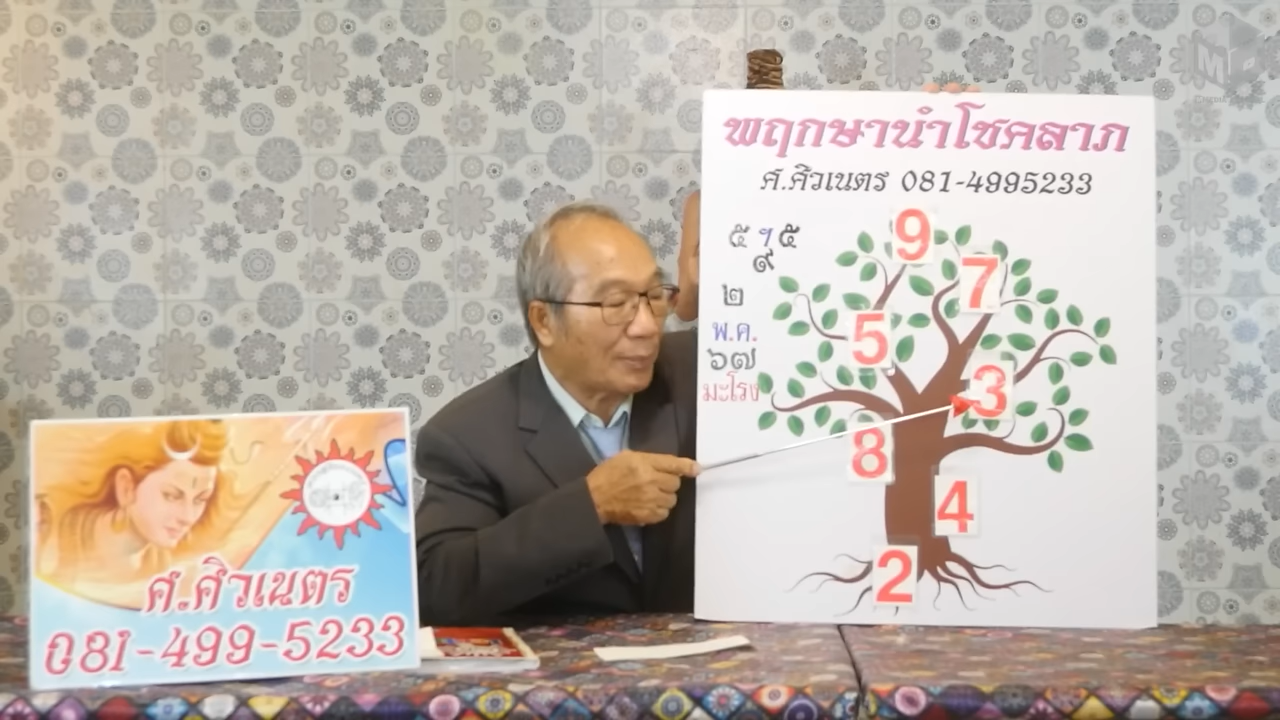 พฤกษานำโชคลาภ
ศ.ศิวเนตร 081-4995233
๕ ฯ ๕
๙
๒
พ.ค.
๖๗
มะโรง
9
7
5
3
8
4
2
ศ.ศิวเนตร
081-499-5233
M